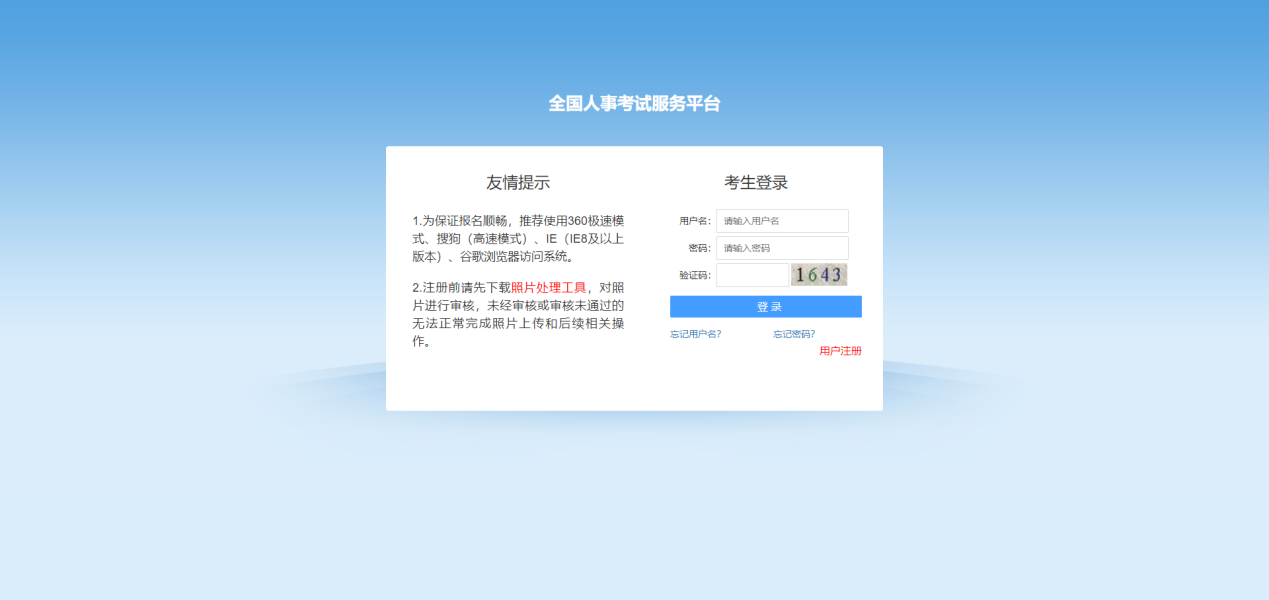 全国人事考试服务平台
友情提示
1.为保证报名顺畅，推荐使用360极速模
式、搜狗（高速模式）、IE（IE8及以上
版本）、谷歌浏览器访问系统。
2.注册前请先下载照片处理工具，对照
片进行审核，未经审核或审核未通过的
无法正常完成照片上传和后续相关操
作。
考生登录
用户名： 请输入用户名
密码： 请输入密码
验证码： 1643
登 录
忘记用户名？ 忘记密码？
用户注册